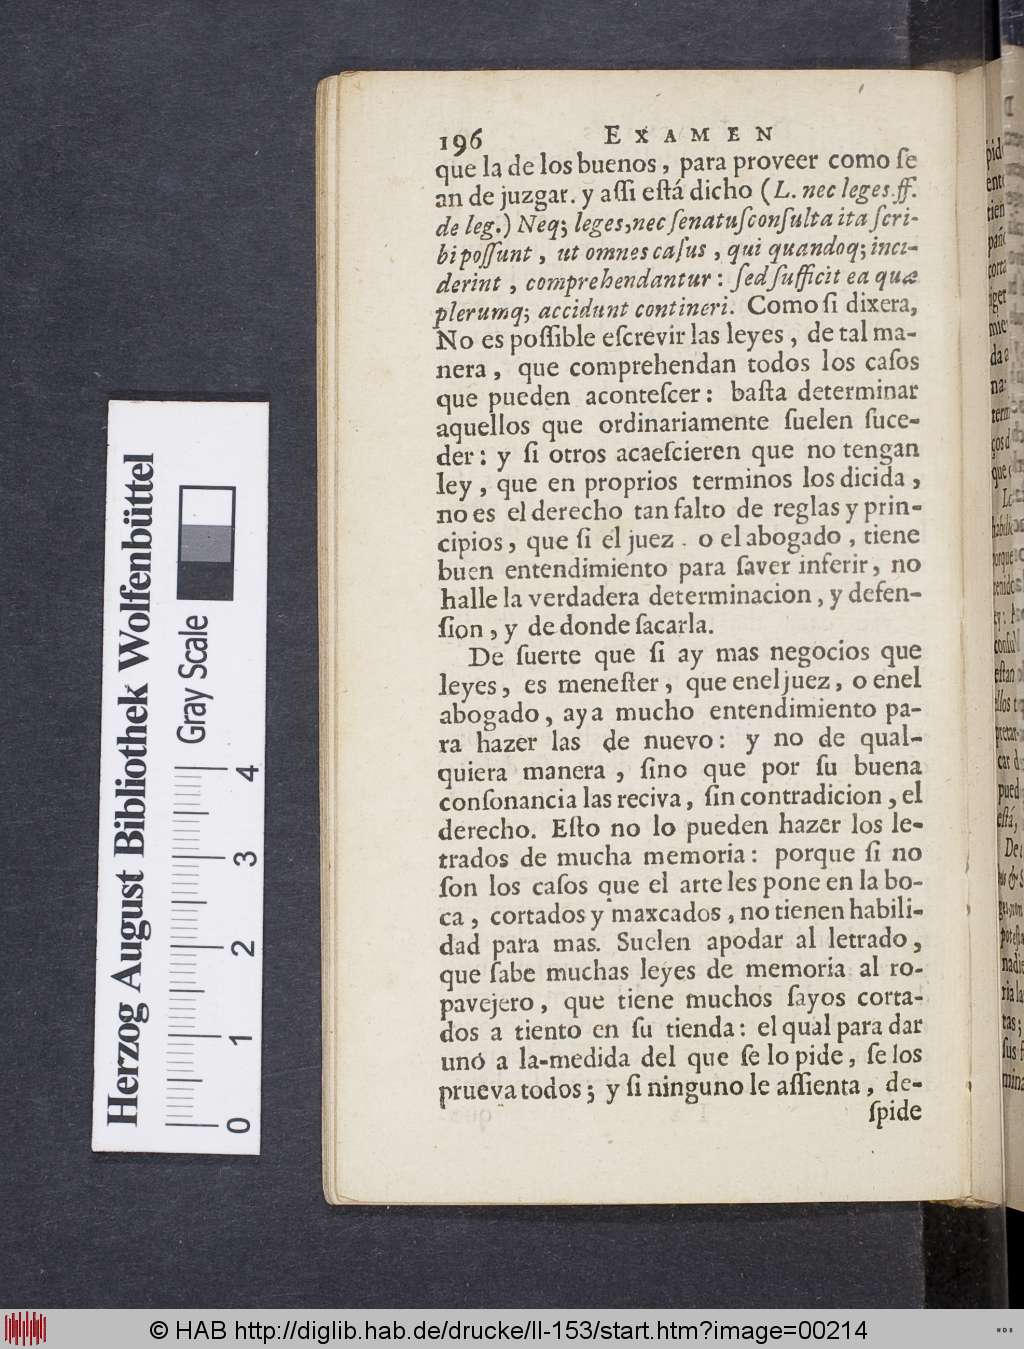 196 EXAMEN
que la de los buenos, para proveer como ſe
an de juzgar. y aſſi eſtá dicho (L. nec leges.ff.
de leg.) Neq; leges,nec ſenatuſconſulta ita ſcri-
bi poſſunt, ut omnes caſus, qui quandoq; inci-
derint, comprehendantur: ſed ſufficit ea quæ
plerumq; accidunt contineri. Como ſi dixera,
No es poſſible eſcrevir las leyes, de tal ma-
nera, que comprehendan todos los caſos
que pueden aconteſcer: baſta determinar
aquellos que ordinariamente ſuelen ſuce-
der: y ſi otros acaeſcieren que no tengan
ley, que en proprios terminos los dicida,
no es el derecho tan falto de reglas y prin-
cipios, que ſi el juez. o el abogado, tiene
buen entendimiento para ſaver inferir, no
halle la verdadera determinacion, y defen-
ſion, y de donde ſacarla.
De ſuerte que ſi ay mas negocios que
leyes, es meneſter, que enel juez, o enel
abogado, aya mucho entendimiento pa-
ra hazer las de nuevo: y no de qual-
quiera manera, ſino que por ſu buena
conſonancia las reciva, ſin contradicion, el
derecho. Eſto no lo pueden hazer los le-
trados de mucha memoria: porque ſi no
ſon los caſos que el arte les pone en la bo-
ca, cortados y maxcados, no tienen habili-
dad para mas. Suelen apodar al letrado,
que ſabe muchas leyes de memoria al ro-
pavejero, que tiene muchos ſayos corta-
dos a tiento en ſu tienda: el qual para dar
uno a la-medida del que ſe lo pide, ſe los
prueva todos; y ſi ninguno le aſſienta, de-
ſpide
Herzog August Bibliothek Wolfenbüttel
Gray Scale
0 1 2 3 4
© HAB http://diglib.hab.de/drucke/ll-153/start.htm?image=00214